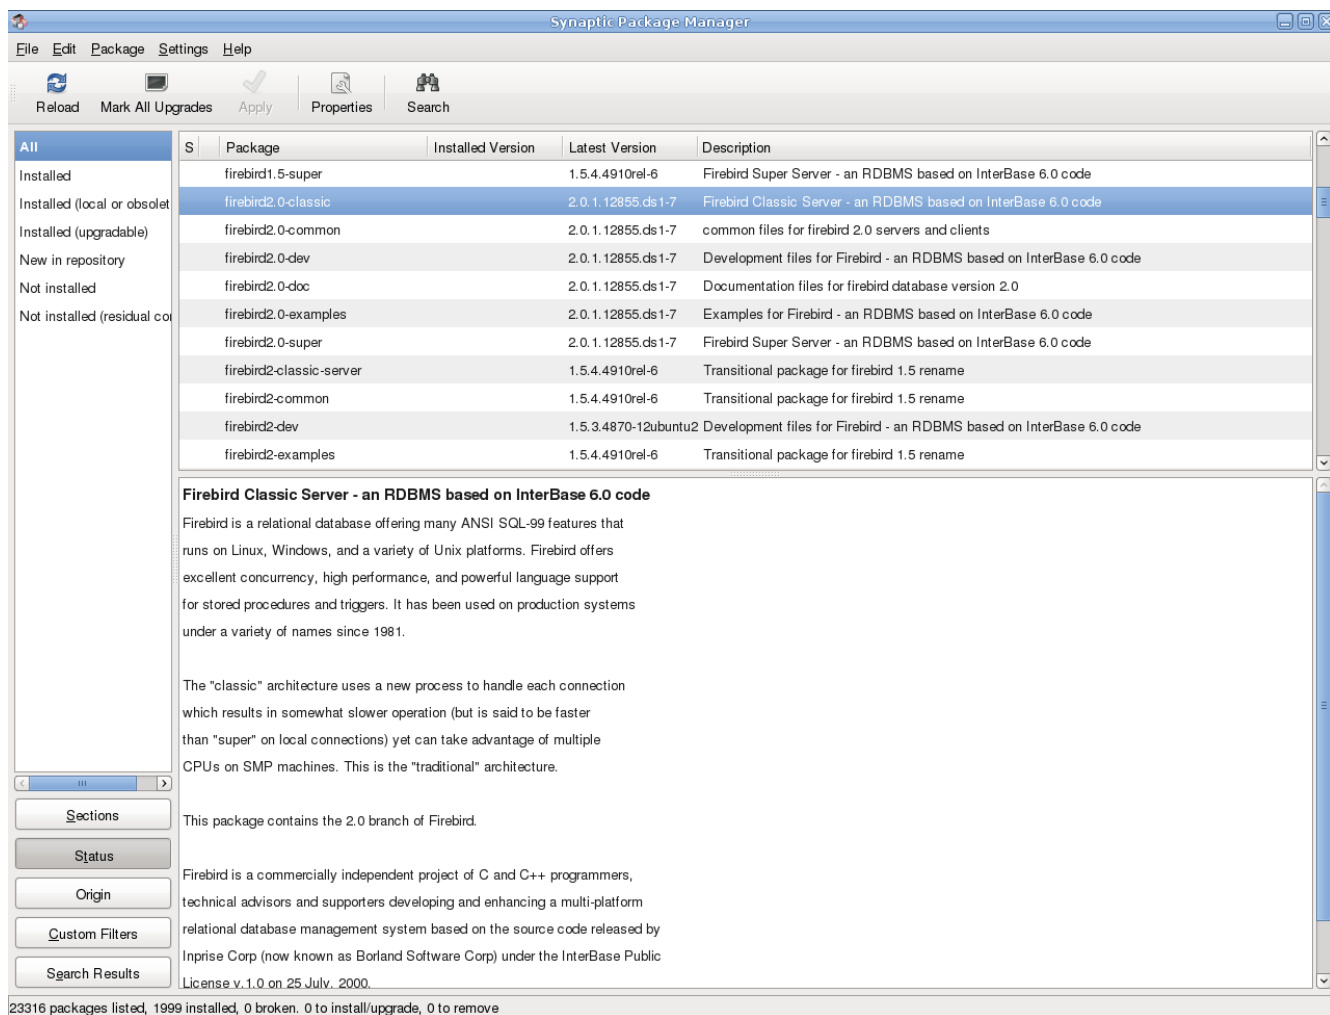 Synaptic Package Manager
File Edit Package Settings Help
Reload Mark All Upgrades Apply Properties Search
All
Installed
Installed (local or obsolet
Installed (upgradable)
New in repository
Not installed
Not installed (residual co
S Package Installed Version Latest Version Description
firebird1.5-super 1.5.4.4910rel-6 Firebird Super Server - an RDBMS based on InterBase 6.0 code
firebird2.0-classic 2.0.1.12855.ds1-7 Firebird Classic Server - an RDBMS based on InterBase 6.0 code
firebird2.0-common 2.0.1.12855.ds1-7 common files for firebird 2.0 servers and clients
firebird2.0-dev 2.0.1.12855.ds1-7 Development files for Firebird - an RDBMS based on InterBase 6.0 code
firebird2.0-doc 2.0.1.12855.ds1-7 Documentation files for firebird database version 2.0
firebird2.0-examples 2.0.1.12855.ds1-7 Examples for Firebird - an RDBMS based on InterBase 6.0 code
firebird2.0-super 2.0.1.12855.ds1-7 Firebird Super Server - an RDBMS based on InterBase 6.0 code
firebird2-classic-server 1.5.4.4910rel-6 Transitional package for firebird 1.5 rename
firebird2-common 1.5.4.4910rel-6 Transitional package for firebird 1.5 rename
firebird2-dev 1.5.3.4870-12ubuntu2 Development files for Firebird - an RDBMS based on InterBase 6.0 code
firebird2-examples 1.5.4.4910rel-6 Transitional package for firebird 1.5 rename
Firebird Classic Server - an RDBMS based on InterBase 6.0 code
Firebird is a relational database offering many ANSI SQL-99 features that
runs on Linux, Windows, and a variety of Unix platforms. Firebird offers
excellent concurrency, high performance, and powerful language support
for stored procedures and triggers. It has been used on production systems
under a variety of names since 1981.
The "classic" architecture uses a new process to handle each connection
which results in somewhat slower operation (but is said to be faster
than "super" on local connections) yet can take advantage of multiple
CPUs on SMP machines. This is the "traditional" architecture.
This package contains the 2.0 branch of Firebird.
Firebird is a commercially independent project of C and C++ programmers,
technical advisors and supporters developing and enhancing a multi-platform
relational database management system based on the source code released by
Inprise Corp (now known as Borland Software Corp) under the InterBase Public
License v.1.0 on 25 July, 2000.
Sections
Status
Origin
Custom Filters
Search Results
23316 packages listed, 1999 installed, 0 broken. 0 to install/upgrade, 0 to remove